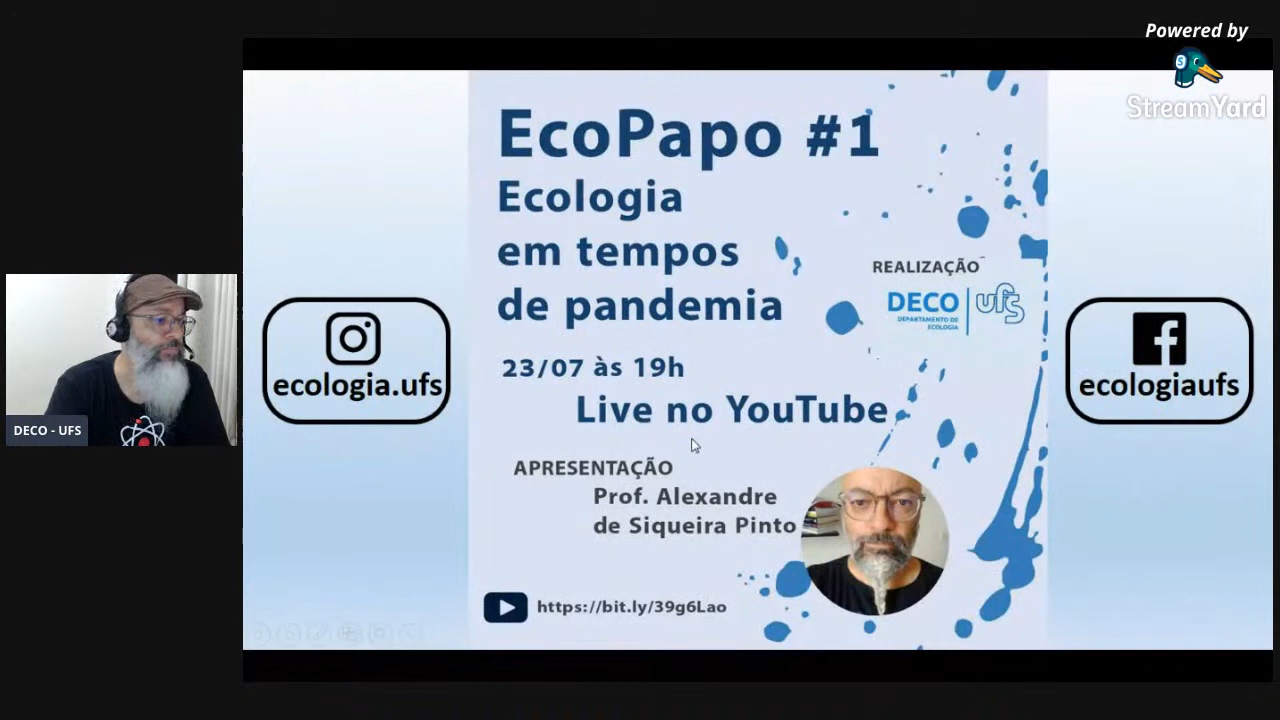 Powered by
StreamYard
EcoPapo #1
Ecologia
em tempos
de pandemia
REALIZAÇÃO
DECO
DEPARTAMENTO DE
ECOLOGIA
ufs
23/07 às 19h
Live no YouTube
ecologia.ufs
ecologiaufs
DECO - UFS
APRESENTAÇÃO
Prof. Alexandre
de Siqueira Pinto
https://bit.ly/39g6Lao